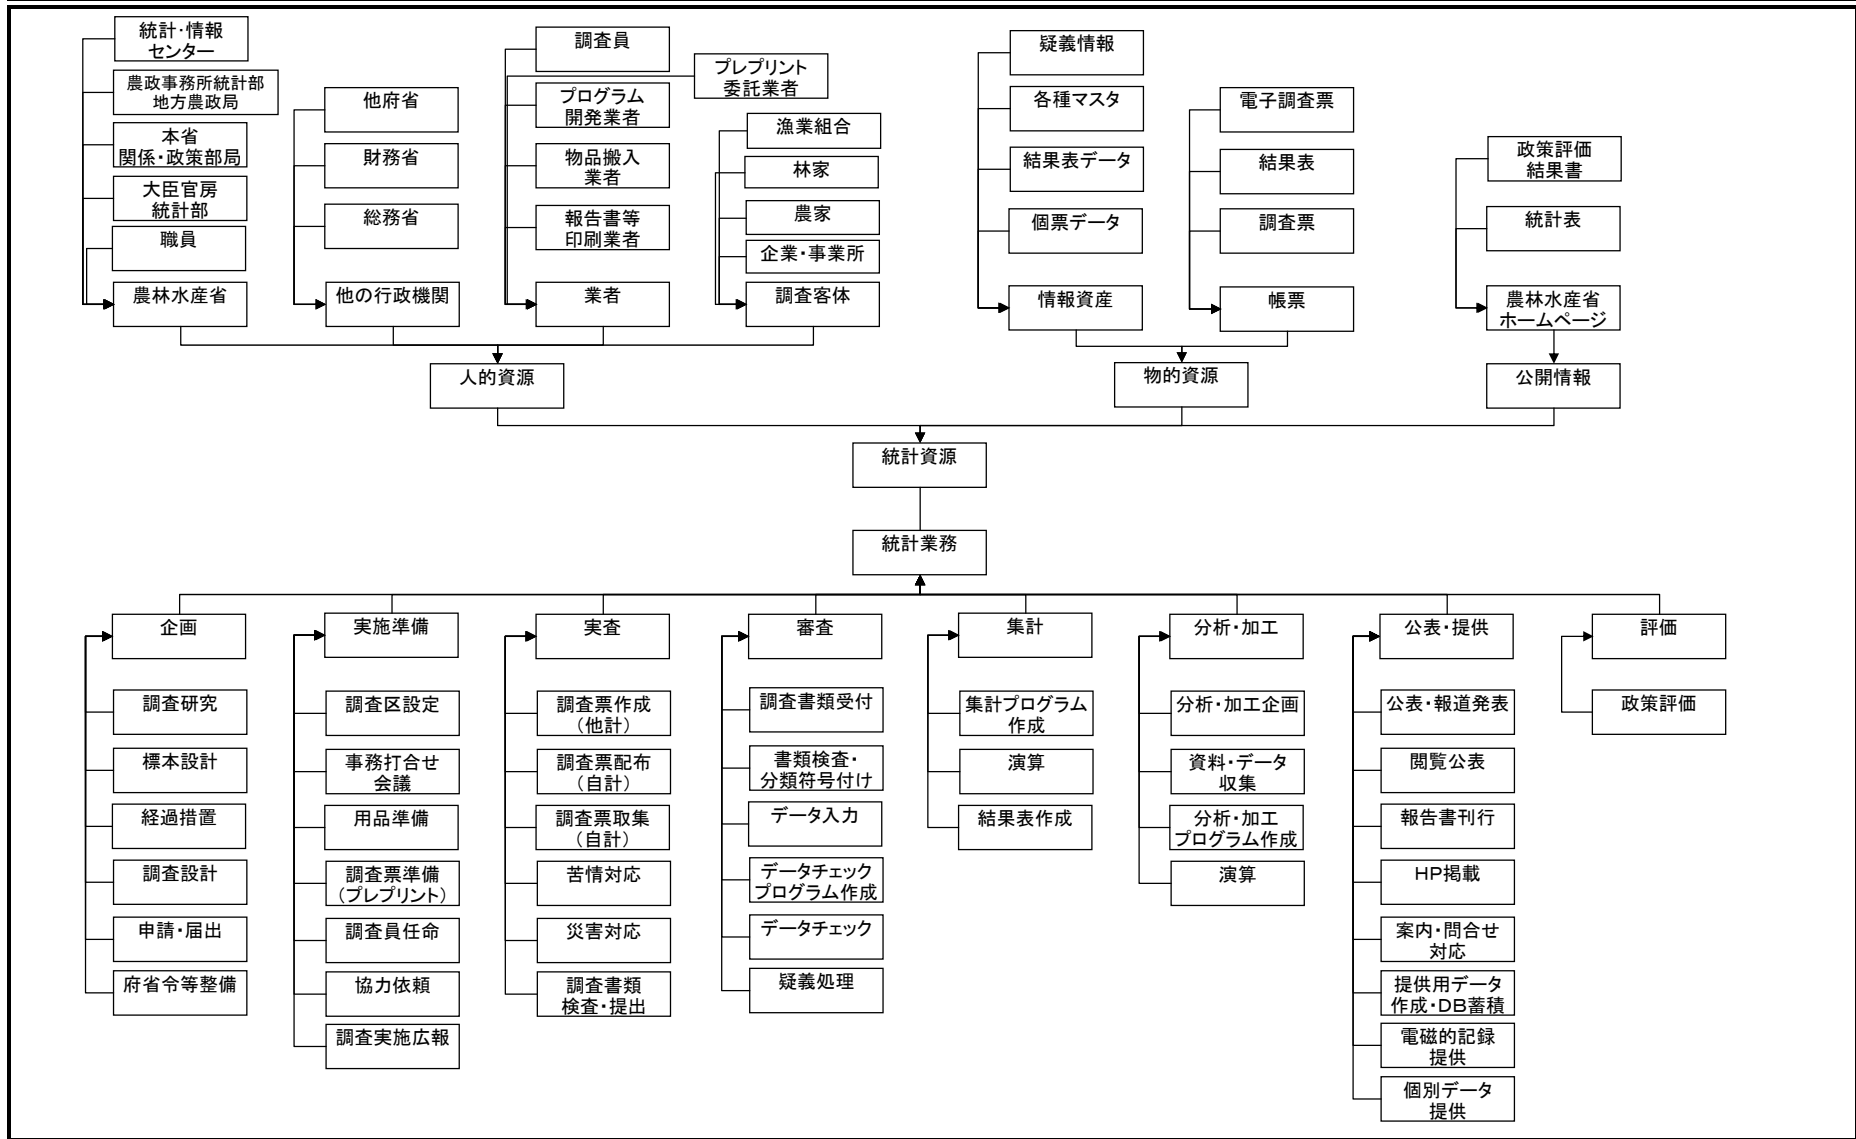 統計・情報
センター
農政事務所統計部
地方農政局
本省
関係・政策部局
大臣官房
統計部
職員
農林水産省
他府省
財務省
総務省
他の行政機関
調査員
プレプリント
委託業者
プログラム
開発業者
物品搬入
業者
報告書等
印刷業者
業者
漁業組合
林家
農家
企業・事業所
調査客体
疑義情報
各種マスタ
結果表データ
個票データ
情報資産
電子調査票
結果表
調査票
帳票
政策評価
結果書
統計表
農林水産省
ホームページ
人的資源
物的資源
公開情報
統計資源
統計業務
企画
調査研究
標本設計
経過措置
調査設計
申請・届出
府省令等整備
実施準備
調査区設定
事務打合せ
会議
用品準備
調査票準備
(プレプリント)
調査員任命
協力依頼
調査実施広報
実査
調査票作成
(他計)
調査票配布
(自計)
調査票取集
(自計)
苦情対応
災害対応
調査書類
検査・提出
審査
調査書類受付
書類検査・
分類符号付け
データ入力
データチェック
プログラム作成
データチェック
疑義処理
集計
集計プログラム
作成
演算
結果表作成
分析・加工
分析・加工企画
資料・データ
収集
分析・加工
プログラム作成
演算
公表・提供
公表・報道発表
閲覧公表
報告書刊行
HP掲載
案内・問合せ
対応
提供用データ
作成・DB蓄積
電磁的記録
提供
個別データ
提供
評価
政策評価